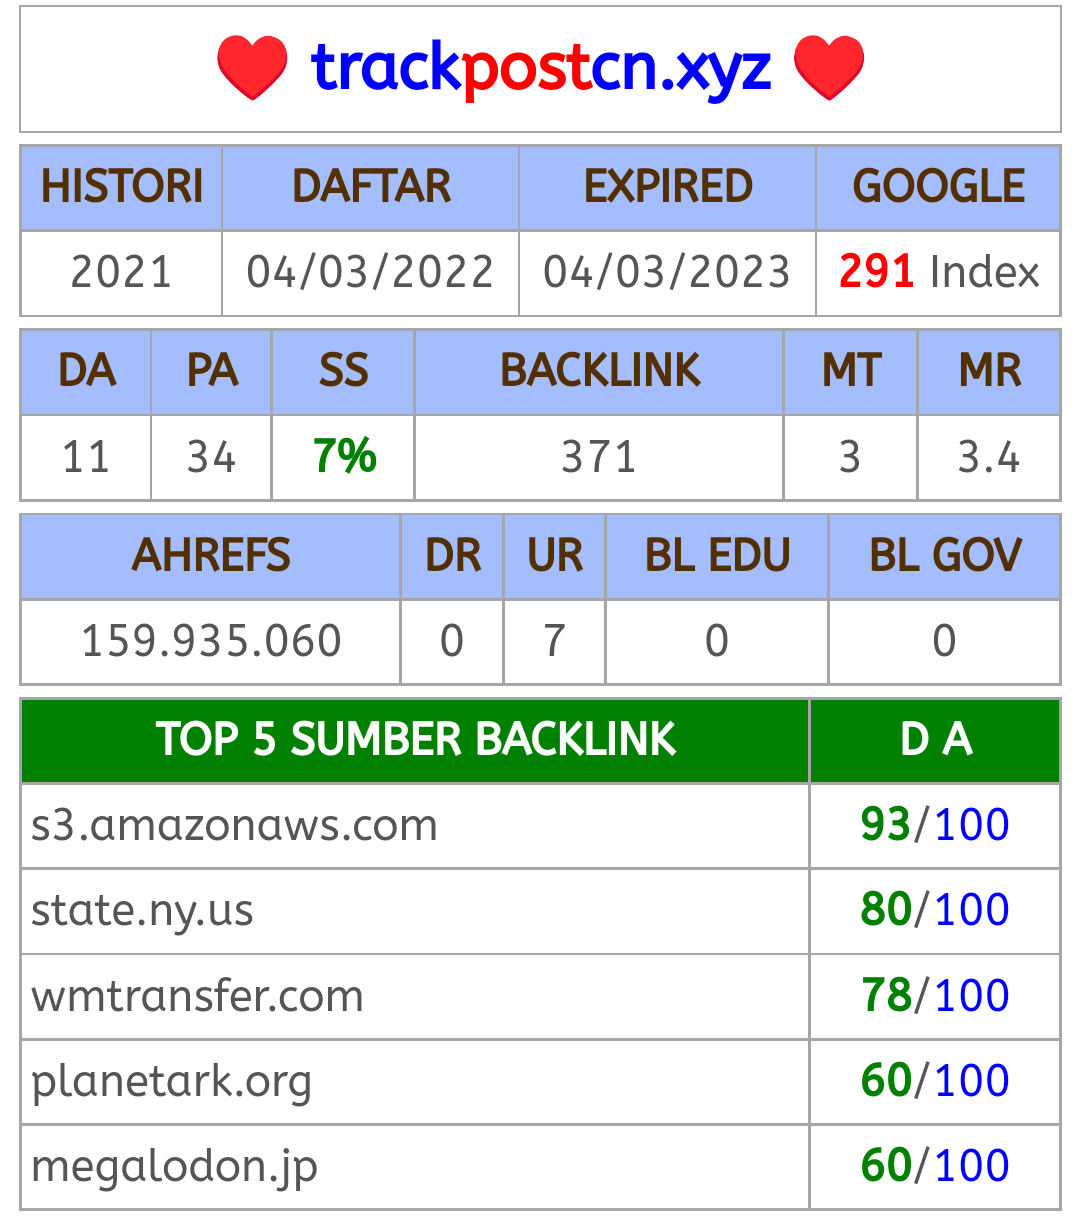 ❤️ trackpostcn.xyz ❤️
HISTORI DAFTAR EXPIRED GOOGLE
2021 04/03/2022 04/03/2023 291 Index
DA PA SS BACKLINK MT MR
11 34 7% 371 3 3.4
AHREFS DR UR BL EDU BL GOV
159.935.060 0 7 0 0
TOP 5 SUMBER BACKLINK D A
s3.amazonaws.com 93/100
state.ny.us 80/100
wmtransfer.com 78/100
planetark.org 60/100
megalodon.jp 60/100